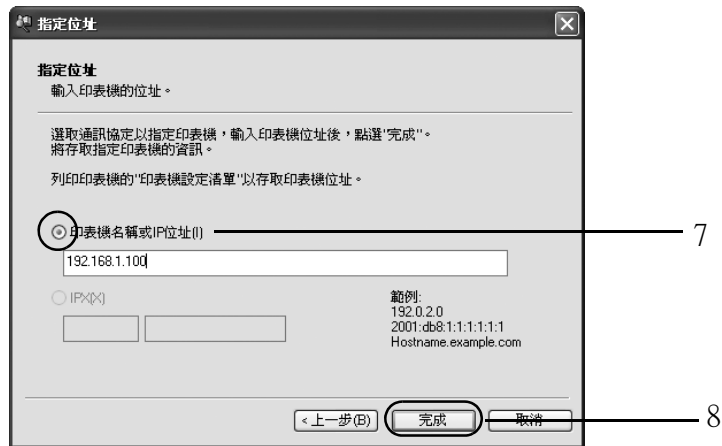 指定位址
指定位址
輸入印表機的位址。
選取通訊協定以指定印表機，輸入印表機位址後，點選'完成"。
將存取指定印表機的資訊。
列印印表機的"印表機設定清單"以存取印表機位址。
印表機名稱或IP位址(I)
7
192.168.1.100
IPX(X)
範例:
192.0.2.0
2001:db8:1:1:1:1:1:1
Hostname.example.com
<上一步(B)
完成
取消
8